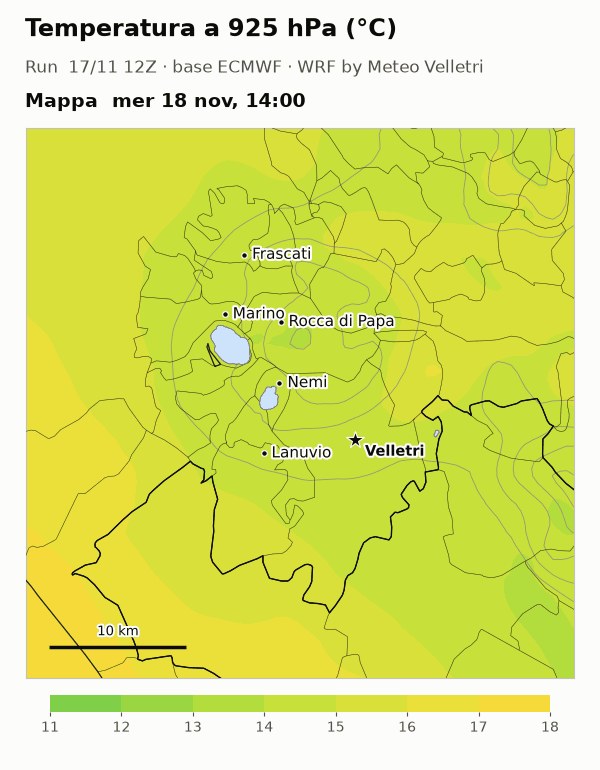 Temperatura a 925 hPa (°C)
Run  17/11 12Z · base ECMWF · WRF by Meteo Velletri
Mappa  mer 18 nov, 14:00
Frascati
Marino
Rocca di Papa
Nemi
Velletri
Lanuvio
10 km
11 12 13 14 15 16 17 18